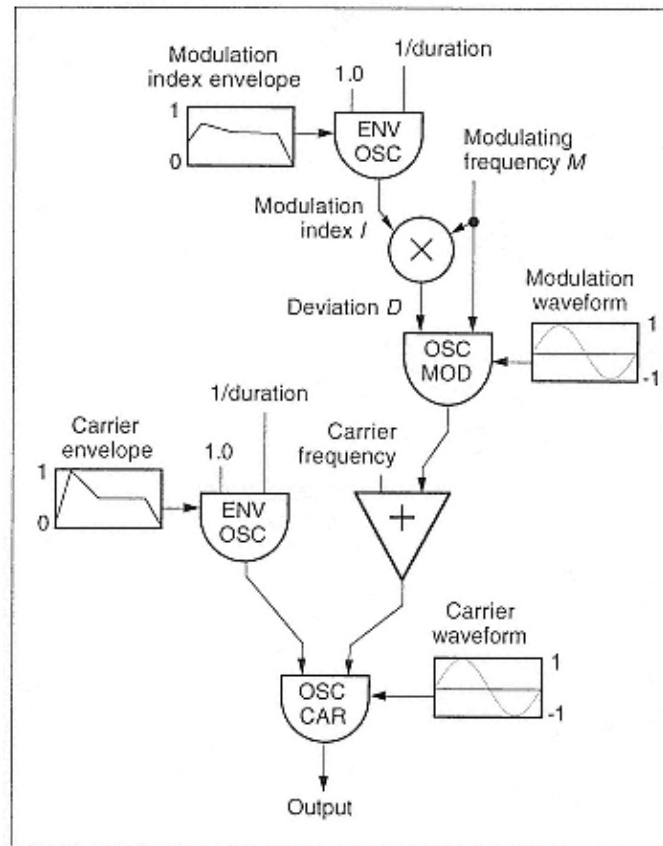 1/duration
Modulation
index envelope
1.0
1
0
ENV
OSC
Modulating
frequency M
Modulation
index I
×
Deviation D
Modulation
waveform
OSC
MOD
1
-1
1/duration
Carrier
envelope
1.0
Carrier
frequency
1
0
ENV
OSC
+
Carrier
waveform
OSC
CAR
1
-1
Output